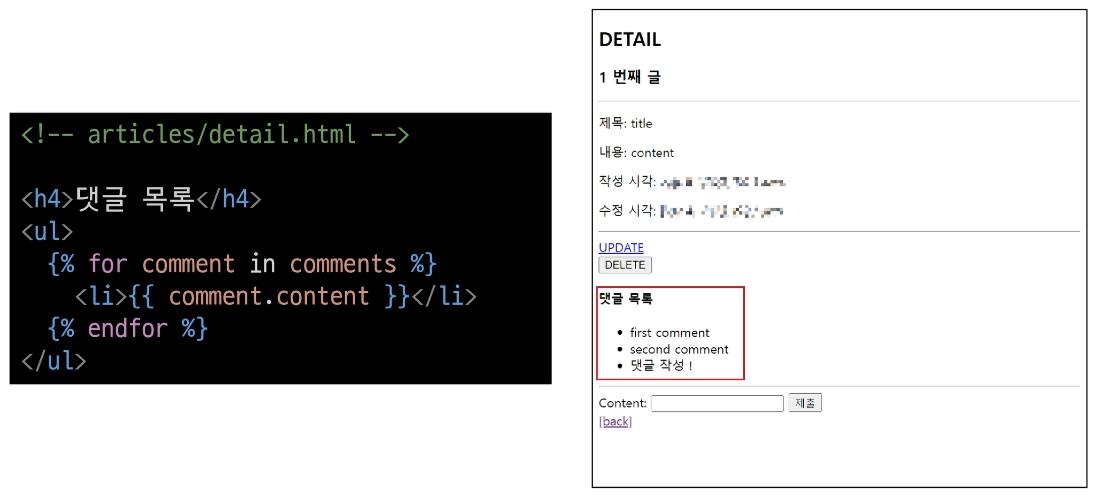 <!-- articles/detail.html -->
<h4>댓글 목록</h4>
<ul>
{% for comment in comments %}
<li>{{ comment.content }}</li>
{% endfor %}
</ul>
DETAIL
1 번째 글
제목: title
내용: content
작성 시각:
수정 시각:
UPDATE
DELETE
댓글 목록
• first comment
• second comment
• 댓글 작성 !
Content: 제출
[back]